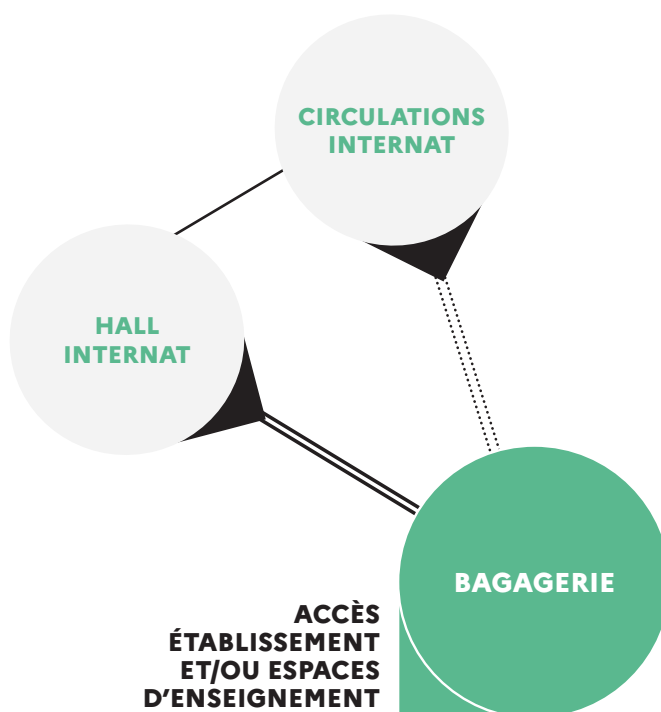 CIRCULATIONS
INTERNAT
HALL
INTERNAT
BAGAGERIE
ACCÈS
ÉTABLISSEMENT
ET/OU ESPACES
D'ENSEIGNEMENT